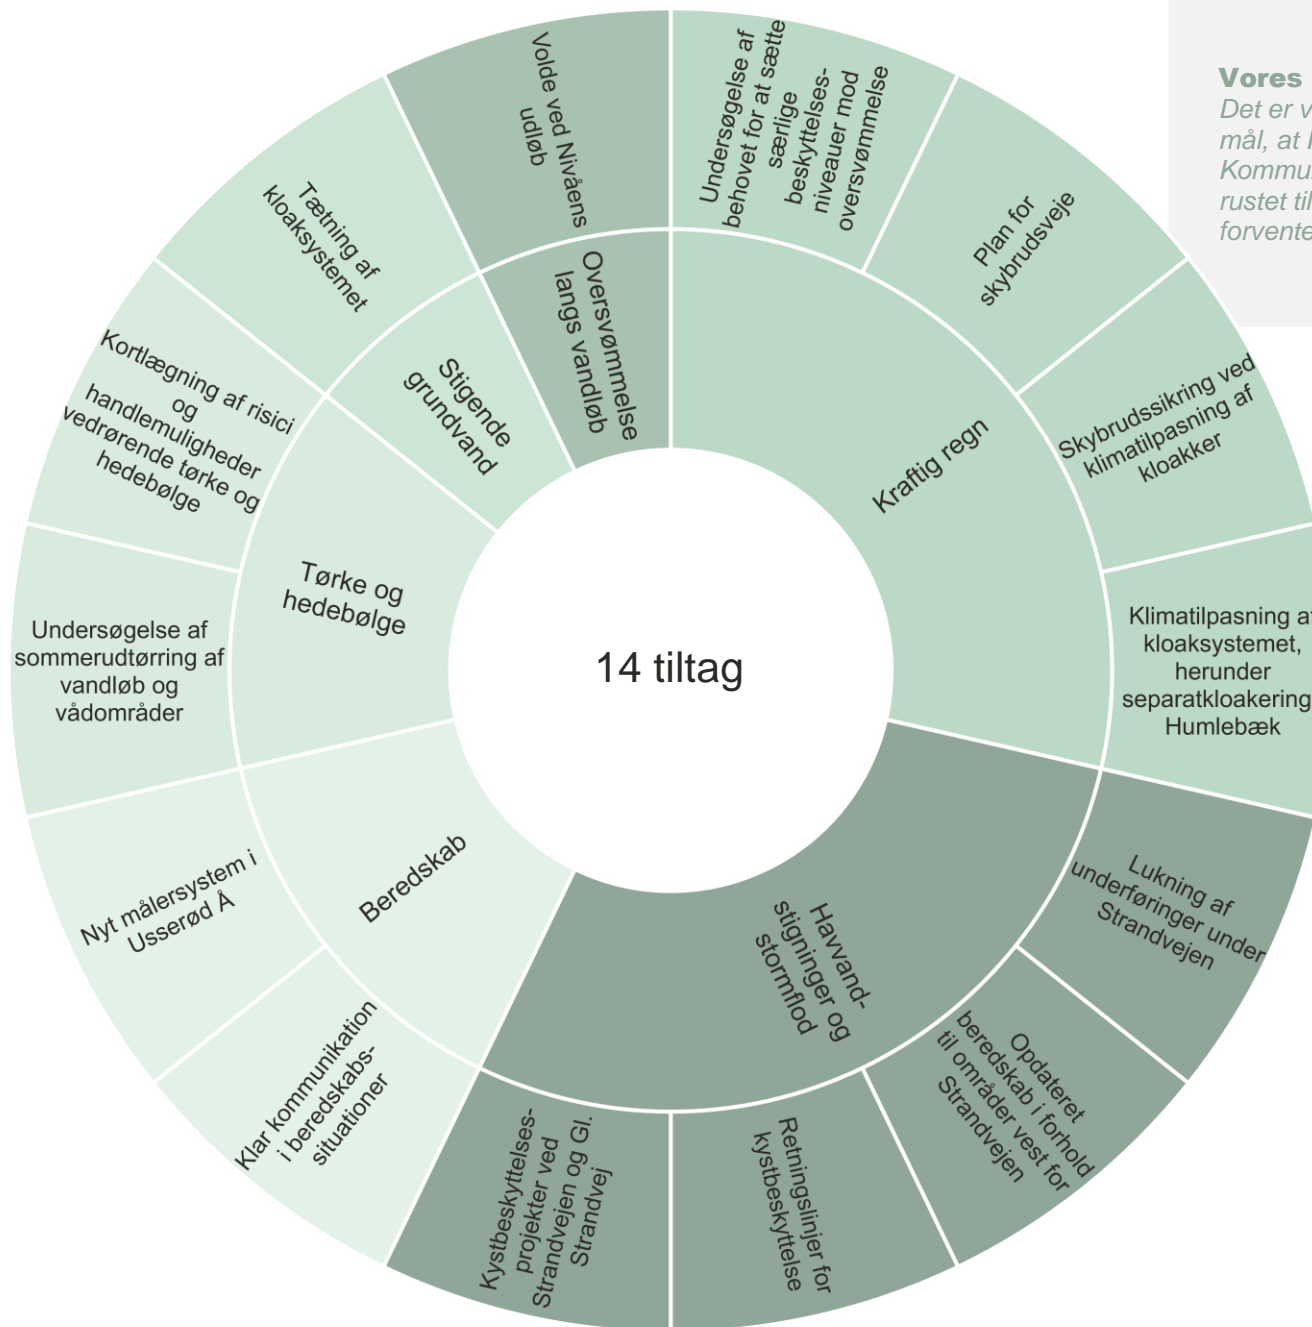 14 tiltag
Kraftig regn
Undersøgelse af
behovet for at sætte
særlige
beskyttelses-
niveauer mod
oversvømmelse
Plan for
skybrudsveje
Skybrudssikring ved
klimatilpasning af
kloakker
Klimatilpasning af
kloaksystemet,
herunder
separatkloakering
Humlebæk
Havvand-
stigninger og
stormflod
Lukning af
underføringer under
Strandvejen
Opdateret
beredskab i forhold
til områder vest for
Strandvejen
Retningslinjer for
kystbeskyttelse
Kystbeskyttelses-
projekter ved
Strandvejen og Gl.
Strandvej
Beredskab
Klar kommunikation
i beredskabs-
situationer
Nyt målersystem i
Usserød Å
Tørke og
hedebølge
Undersøgelse af
sommerudtørring af
vandløb og
vådområder
Kortlægning af risici
og
handlemuligheder
vedrørende tørke og
hedebølge
Stigende
grundvand
Tætning af
kloaksystemet
Oversvømmelse
langs vandløb
Volde ved Nivåens
udløb
Vores
Det er
mål, at
rustet